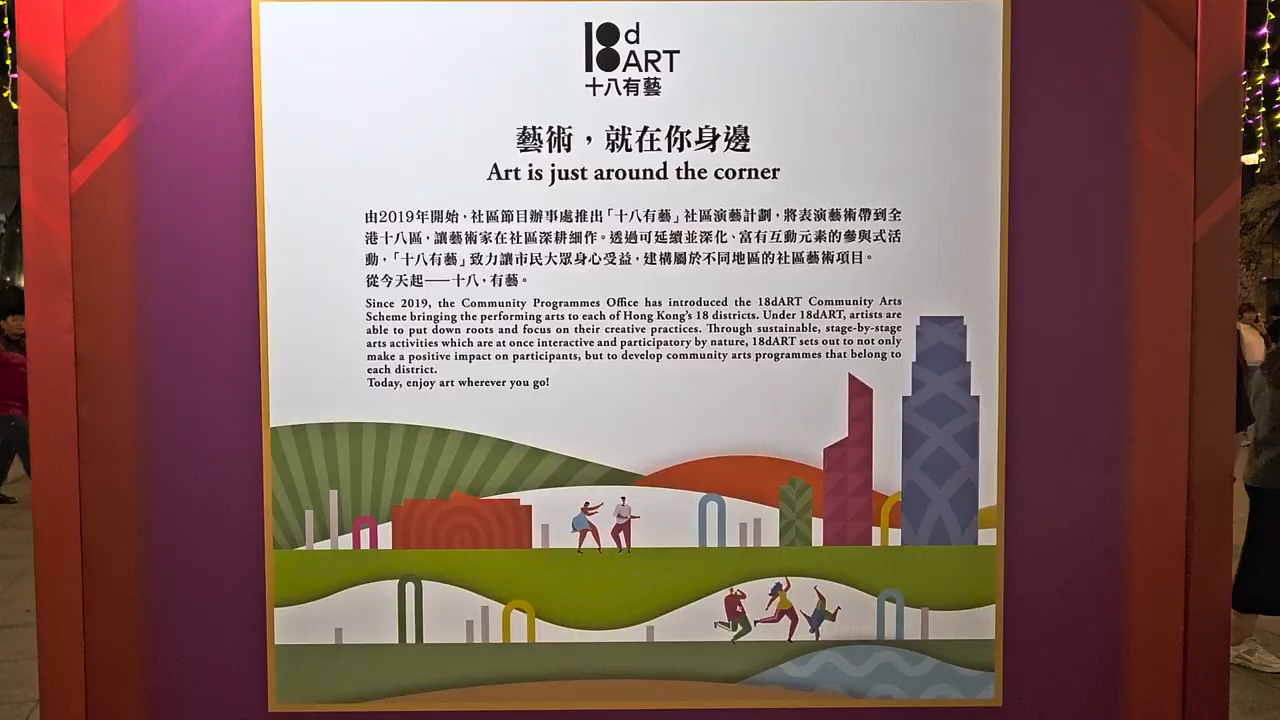 18d
ART
十八有藝
藝術，就在你身邊
Art is just around the corner
由2019年開始，社區節目辦事處推出「十八有藝」社區演藝計劃，將表演藝術帶到全
港十八區，讓藝術家在社區深耕細作。透過可延續並深化、富有互動元素的參與式活
動，「十八有藝」致力讓市民大眾身心受益，建構屬於不同地區的社區藝術項目。
從今天起——十八，有藝。
Since 2019, the Community Programmes Office has introduced the 18dART Community Arts
Scheme bringing the performing arts to each of Hong Kong's 18 districts. Under 18dART, artists are
able to put down roots and focus on their creative practices. Through sustainable, stage-by-stage
arts activities which are at once interactive and participatory by nature, 18dART sets out to not only
make a positive impact on participants, but to develop community arts programmes that belong to
each district.
Today, enjoy art wherever you go!